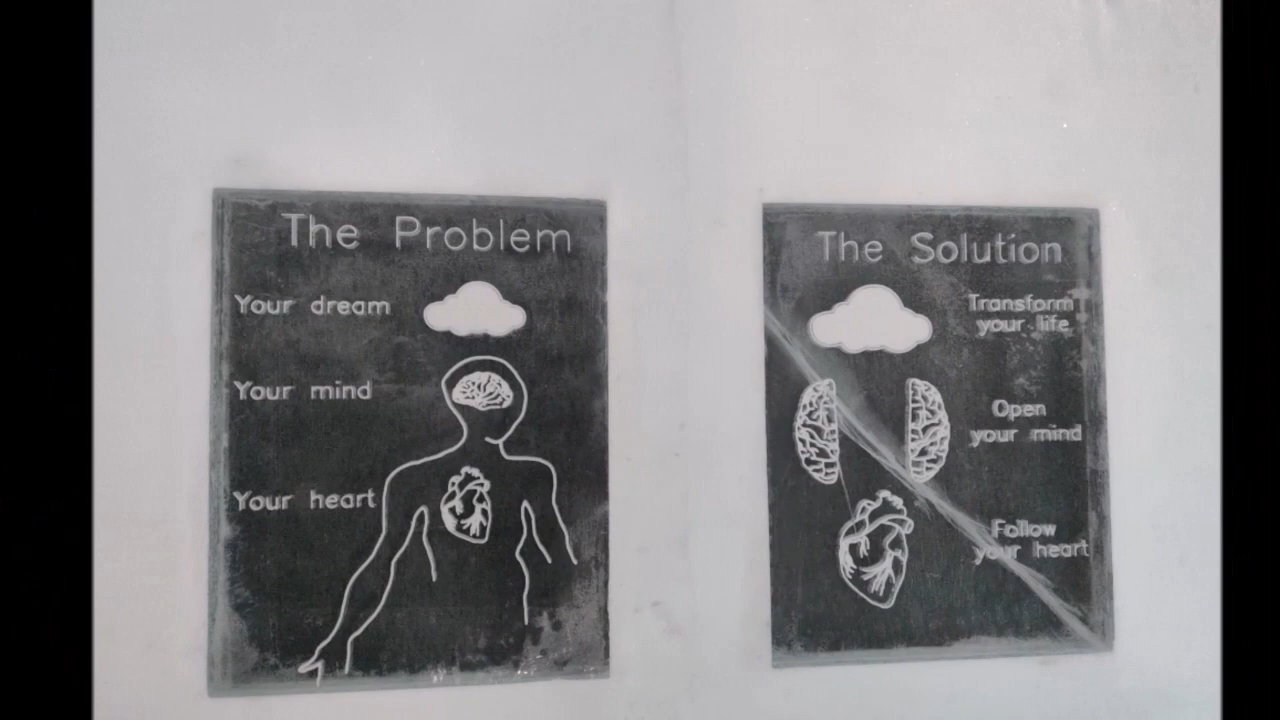 The Problem
Your dream
Your mind
Your heart
The Solution
Transform
your life
Open
your mind
Follow
your heart